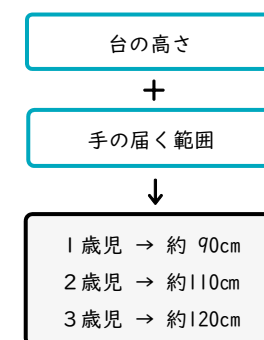 台の高さ
+
手の届く範囲
↓
1歳児 → 約 90cm
2歳児 → 約110cm
3歳児 → 約120cm